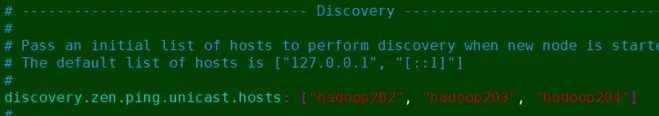 # --------------------------------- Discovery ---------------------------------
#
# Pass an initial list of hosts to perform discovery when new node is starte
# The default list of hosts is ["127.0.0.1", "[::1]"]
#
discovery.zen.ping.unicast.hosts: ["hadoop202", "hadoop203", "hadoop204"]
#